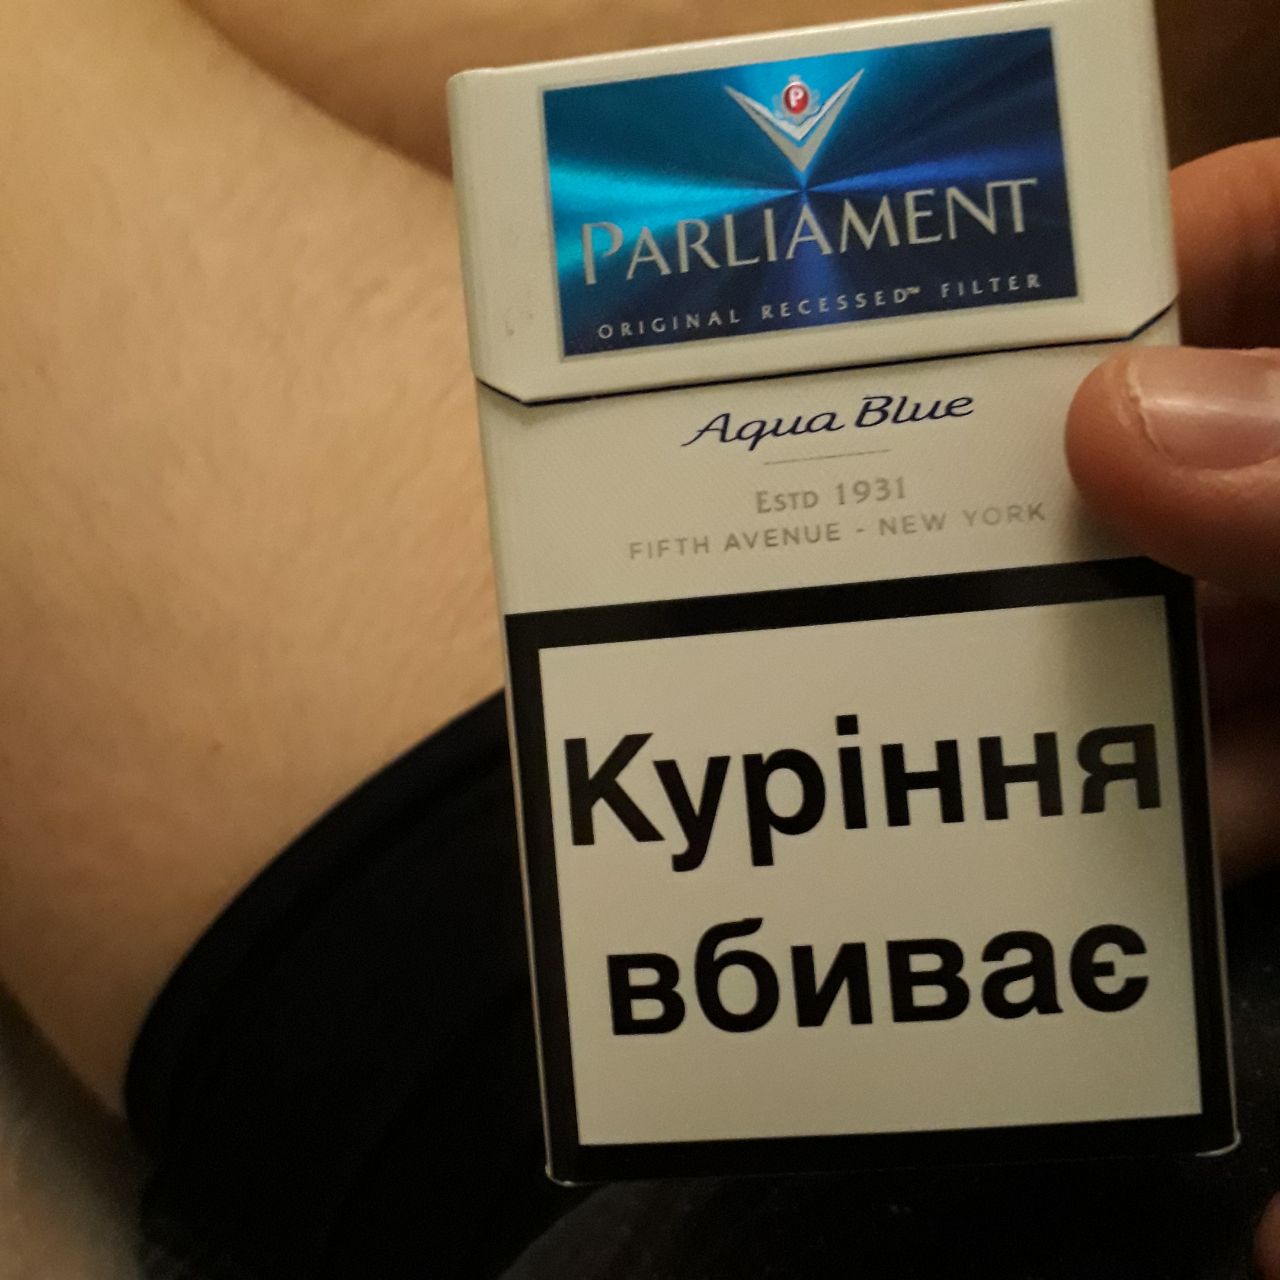 P
PARLIAMENT
ORIGINAL RECESSED™ FILTER
Aqua Blue
ESTD 1931
FIFTH AVENUE - NEW YORK
Куріння
вбиває